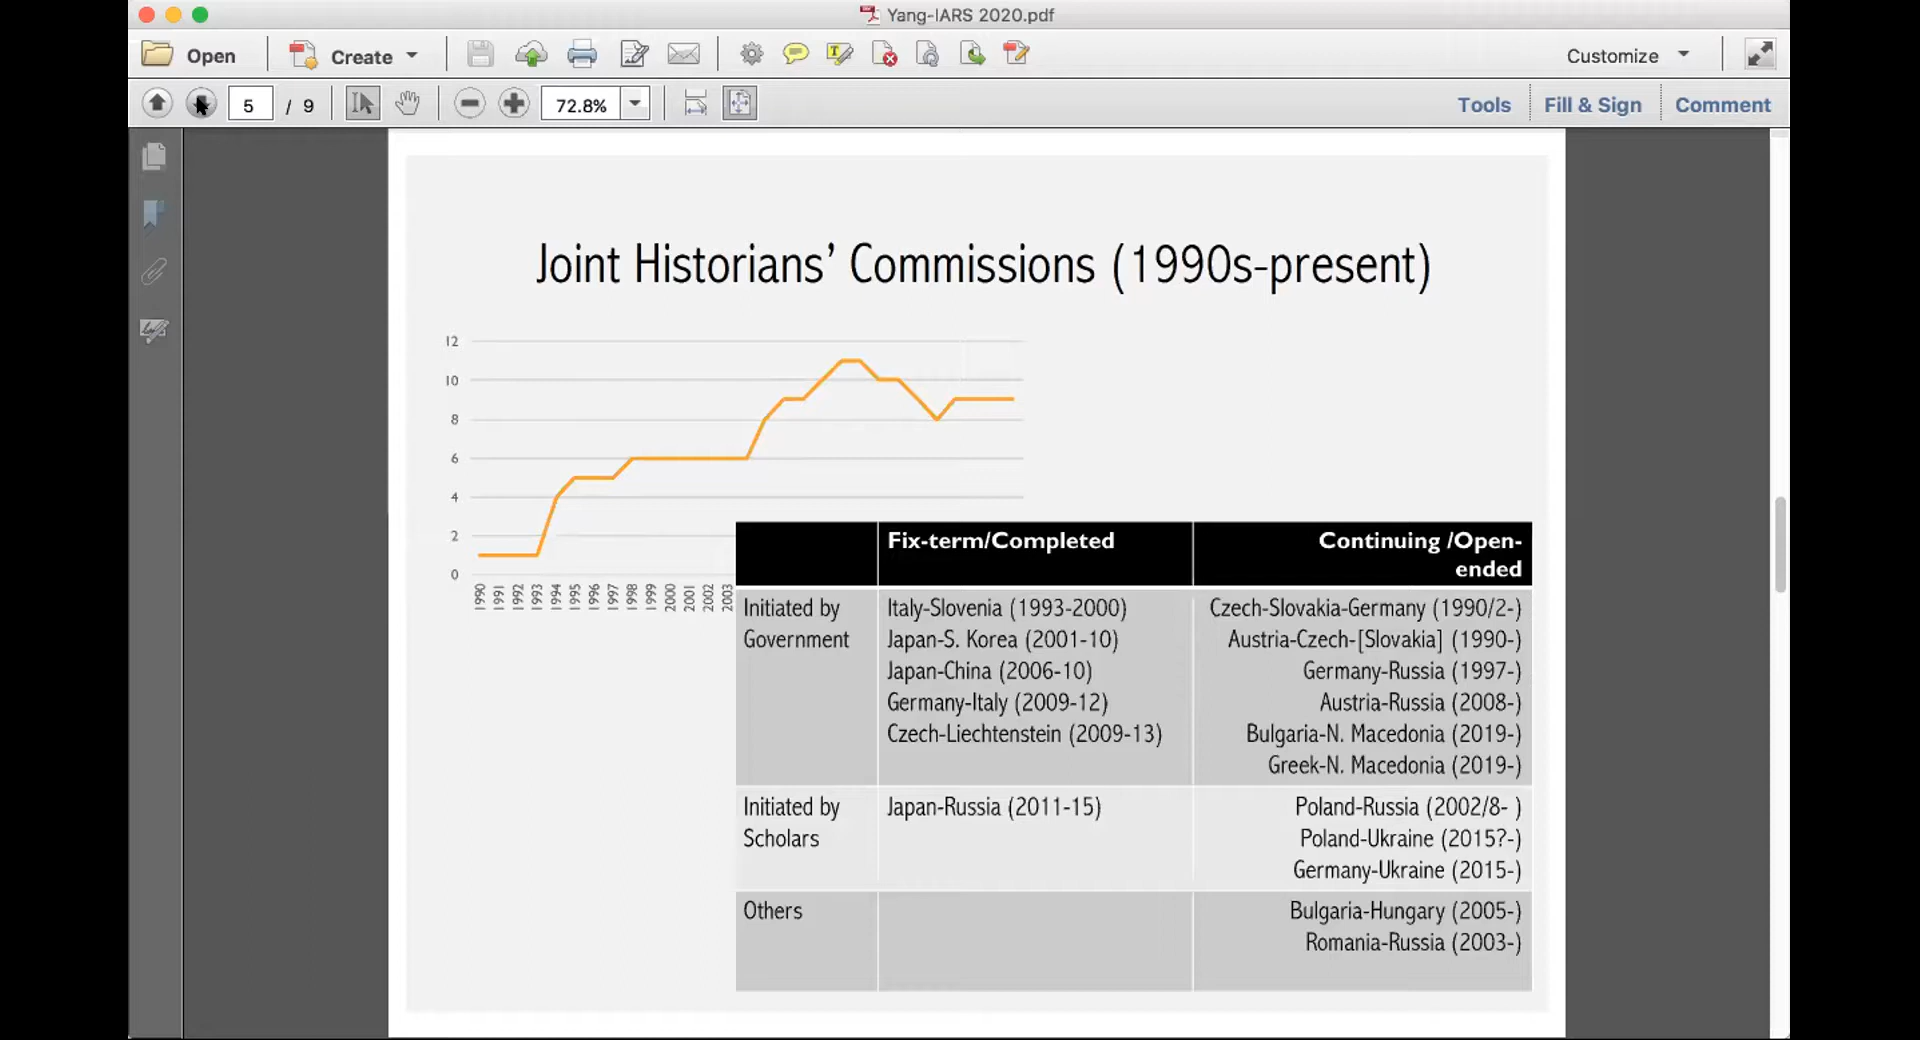 Yang-IARS 2020.pdf
Open
Create
Customize
5 / 9
72.8%
Tools
Fill & Sign
Comment
Joint Historians’ Commissions (1990s-present)
12
10
8
6
4
2
0
1990
1991
1992
1993
1994
1995
1996
1997
1998
1999
2000
2001
2002
2003
Fix-term/Completed
Continuing /Open-
ended
Initiated by
Government
Italy-Slovenia (1993-2000)
Japan-S. Korea (2001-10)
Japan-China (2006-10)
Germany-Italy (2009-12)
Czech-Liechtenstein (2009-13)
Czech-Slovakia-Germany (1990/2-)
Austria-Czech-[Slovakia] (1990-)
Germany-Russia (1997-)
Austria-Russia (2008-)
Bulgaria-N. Macedonia (2019-)
Greek-N. Macedonia (2019-)
Initiated by
Scholars
Japan-Russia (2011-15)
Poland-Russia (2002/8- )
Poland-Ukraine (2015?-)
Germany-Ukraine (2015-)
Others
Bulgaria-Hungary (2005-)
Romania-Russia (2003-)